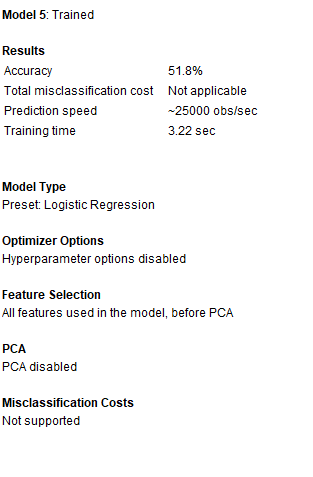 Model 5: Trained
Results
Accuracy 51.8%
Total misclassification cost Not applicable
Prediction speed ~25000 obs/sec
Training time 3.22 sec
Model Type
Preset: Logistic Regression
Optimizer Options
Hyperparameter options disabled
Feature Selection
All features used in the model, before PCA
PCA
PCA disabled
Misclassification Costs
Not supported